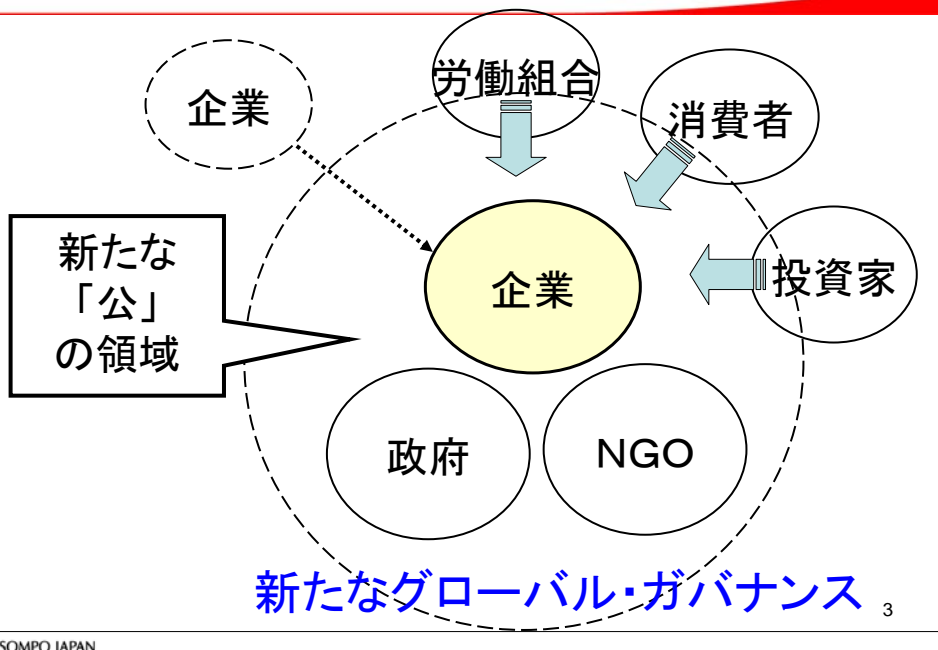 労働組合
企業
消費者
新たな
「公」
の領域
企業
投資家
政府
NGO
新たなグローバル・ガバナンス
3
SOMPO JAPAN